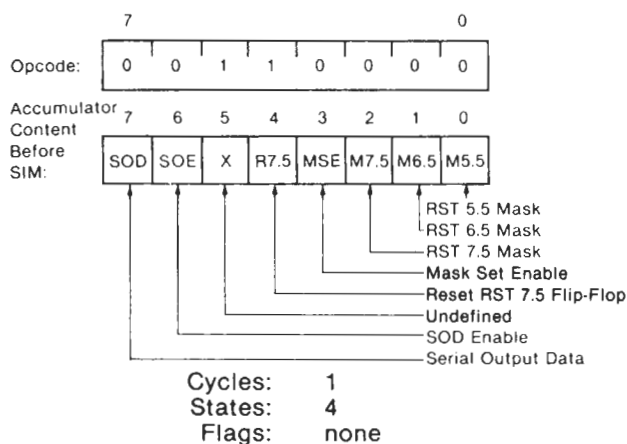 7 0
Opcode: 0 0 1 1 0 0 0 0
Accumulator 7 6 5 4 3 2 1 0
Content
Before
SIM: SOD SOE X R7.5 MSE M7.5 M6.5 M5.5
RST 5.5 Mask
RST 6.5 Mask
RST 7.5 Mask
Mask Set Enable
Reset RST 7.5 Flip-Flop
Undefined
SOD Enable
Serial Output Data
Cycles: 1
States: 4
Flags: none